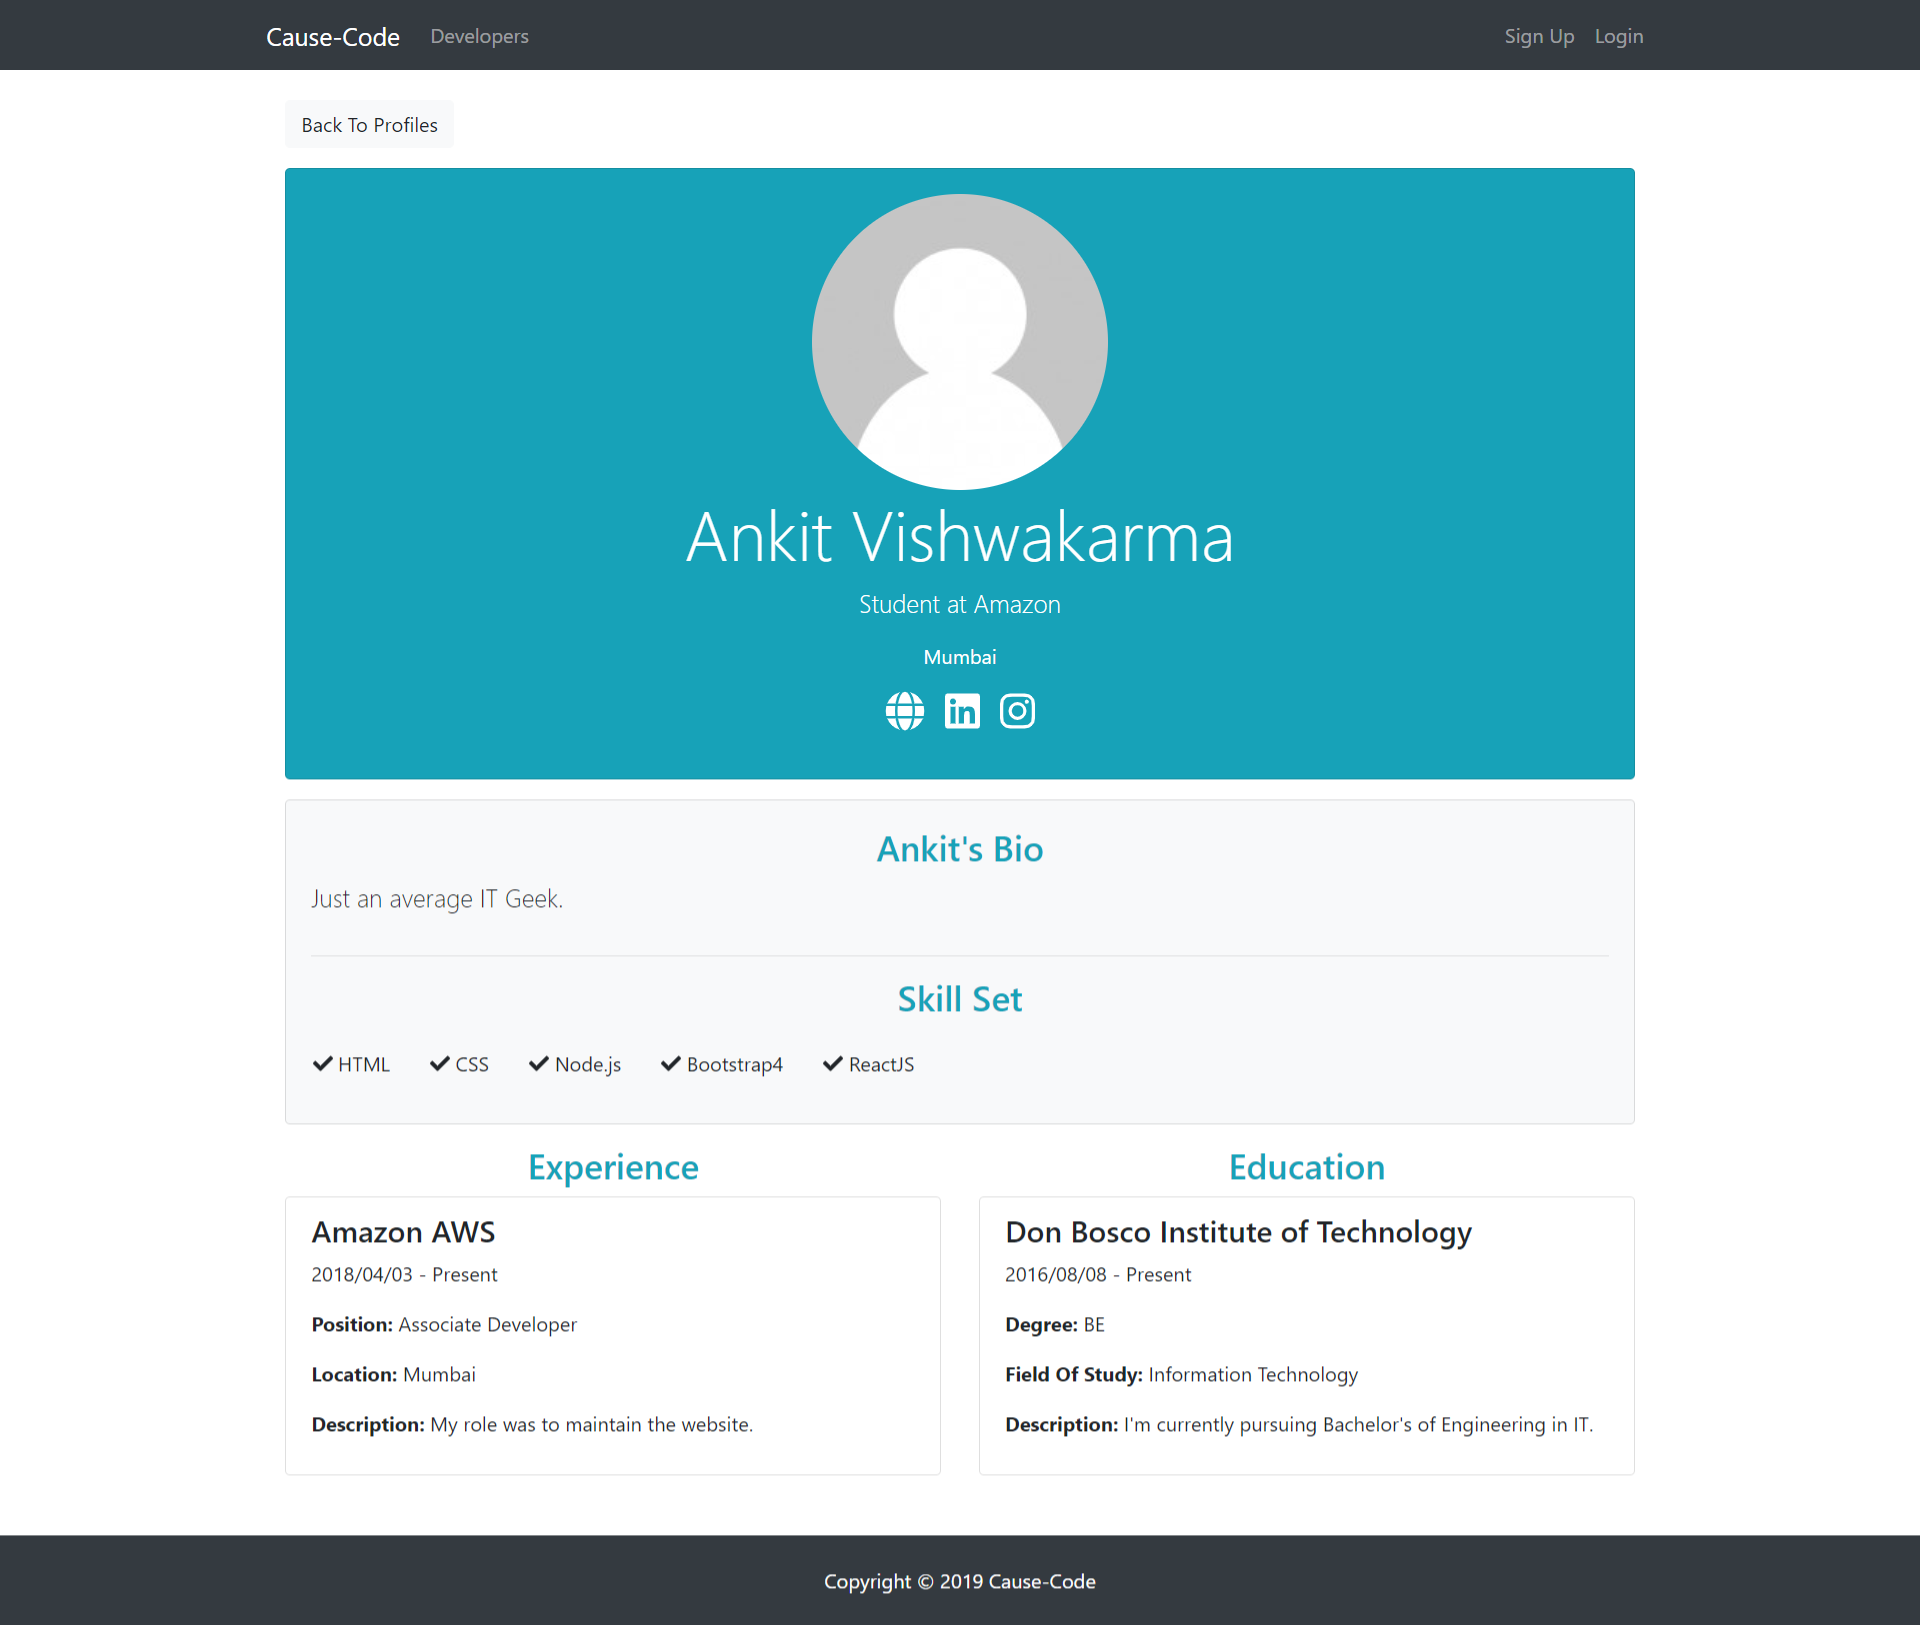 Cause-Code Developers Sign Up Login
Back To Profiles
Ankit Vishwakarma
Student at Amazon
Mumbai
in
Ankit's Bio
Just an average IT Geek.
Skill Set
HTML CSS Node.js Bootstrap4 ReactJS
Experience
Amazon AWS
2018/04/03 - Present
Position: Associate Developer
Location: Mumbai
Description: My role was to maintain the website.
Education
Don Bosco Institute of Technology
2016/08/08 - Present
Degree: BE
Field Of Study: Information Technology
Description: I'm currently pursuing Bachelor's of Engineering in IT.
Copyright © 2019 Cause-Code